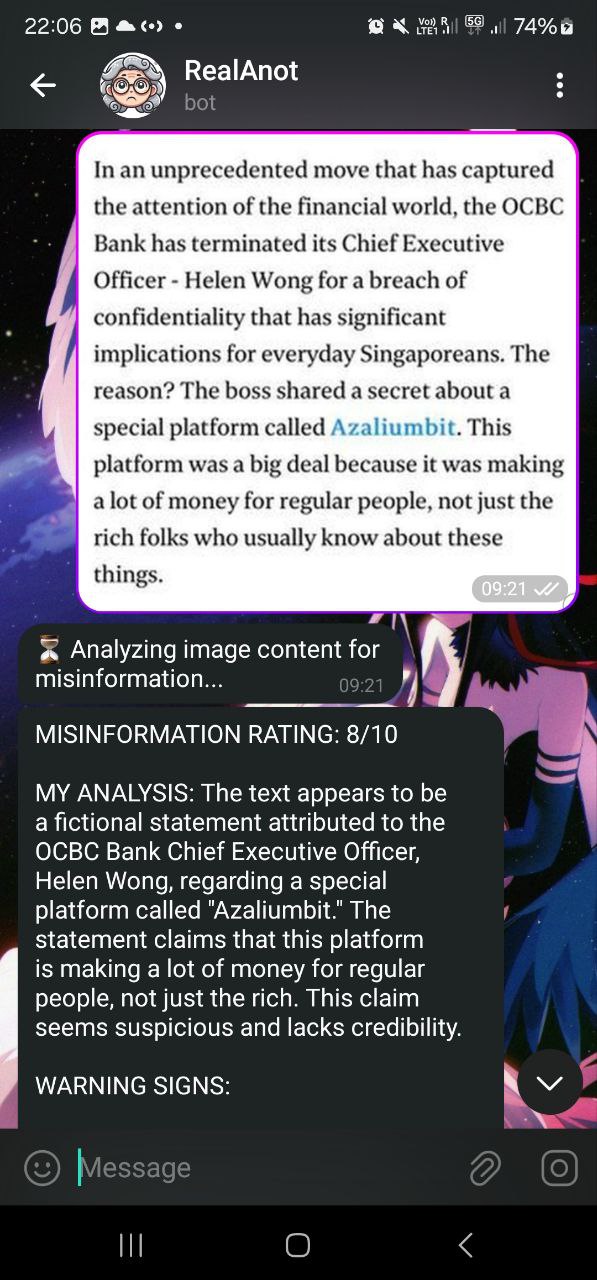 22:06
Vo)) R
LTE1
5G
74%
RealAnot
bot
In an unprecedented move that has captured
the attention of the financial world, the OCBC
Bank has terminated its Chief Executive
Officer - Helen Wong for a breach of
confidentiality that has significant
implications for everyday Singaporeans. The
reason? The boss shared a secret about a
special platform called Azaliumbit. This
platform was a big deal because it was making
a lot of money for regular people, not just the
rich folks who usually know about these
things.
09:21
Analyzing image content for
misinformation...
09:21
MISINFORMATION RATING: 8/10
MY ANALYSIS: The text appears to be
a fictional statement attributed to the
OCBC Bank Chief Executive Officer,
Helen Wong, regarding a special
platform called "Azaliumbit." The
statement claims that this platform
is making a lot of money for regular
people, not just the rich. This claim
seems suspicious and lacks credibility.
WARNING SIGNS:
Message